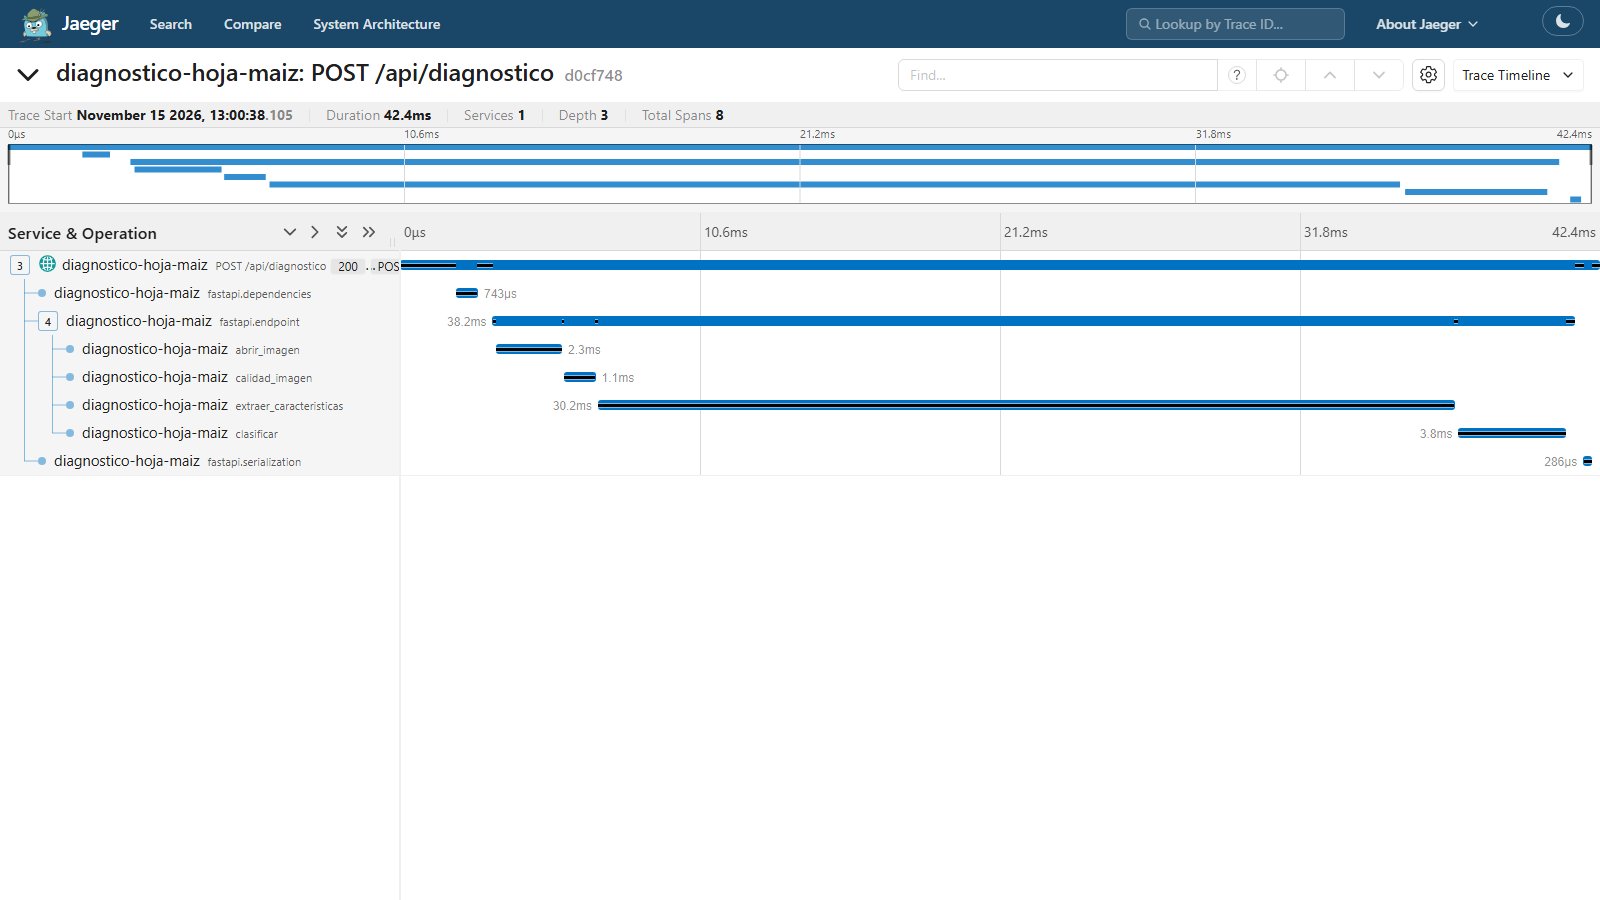 Jaeger Search Compare System Architecture Lookup by Trace ID... About Jaeger
diagnostico-hoja-maiz: POST /api/diagnostico d0cf748 Find... ? Trace Timeline
Trace Start November 15 2026, 13:00:38.105 Duration 42.4ms Services 1 Depth 3 Total Spans 8
0μs 10.6ms 21.2ms 31.8ms 42.4ms
Service & Operation 0μs 10.6ms 21.2ms 31.8ms 42.4ms
3 diagnostico-hoja-maiz POST /api/diagnostico 200 .. POS
diagnostico-hoja-maiz fastapi.dependencies 743μs
4 diagnostico-hoja-maiz fastapi.endpoint 38.2ms
diagnostico-hoja-maiz abrir_imagen 2.3ms
diagnostico-hoja-maiz calidad_imagen 1.1ms
diagnostico-hoja-maiz extraer_caracteristicas 30.2ms
diagnostico-hoja-maiz clasificar 3.8ms
diagnostico-hoja-maiz fastapi.serialization 286μs